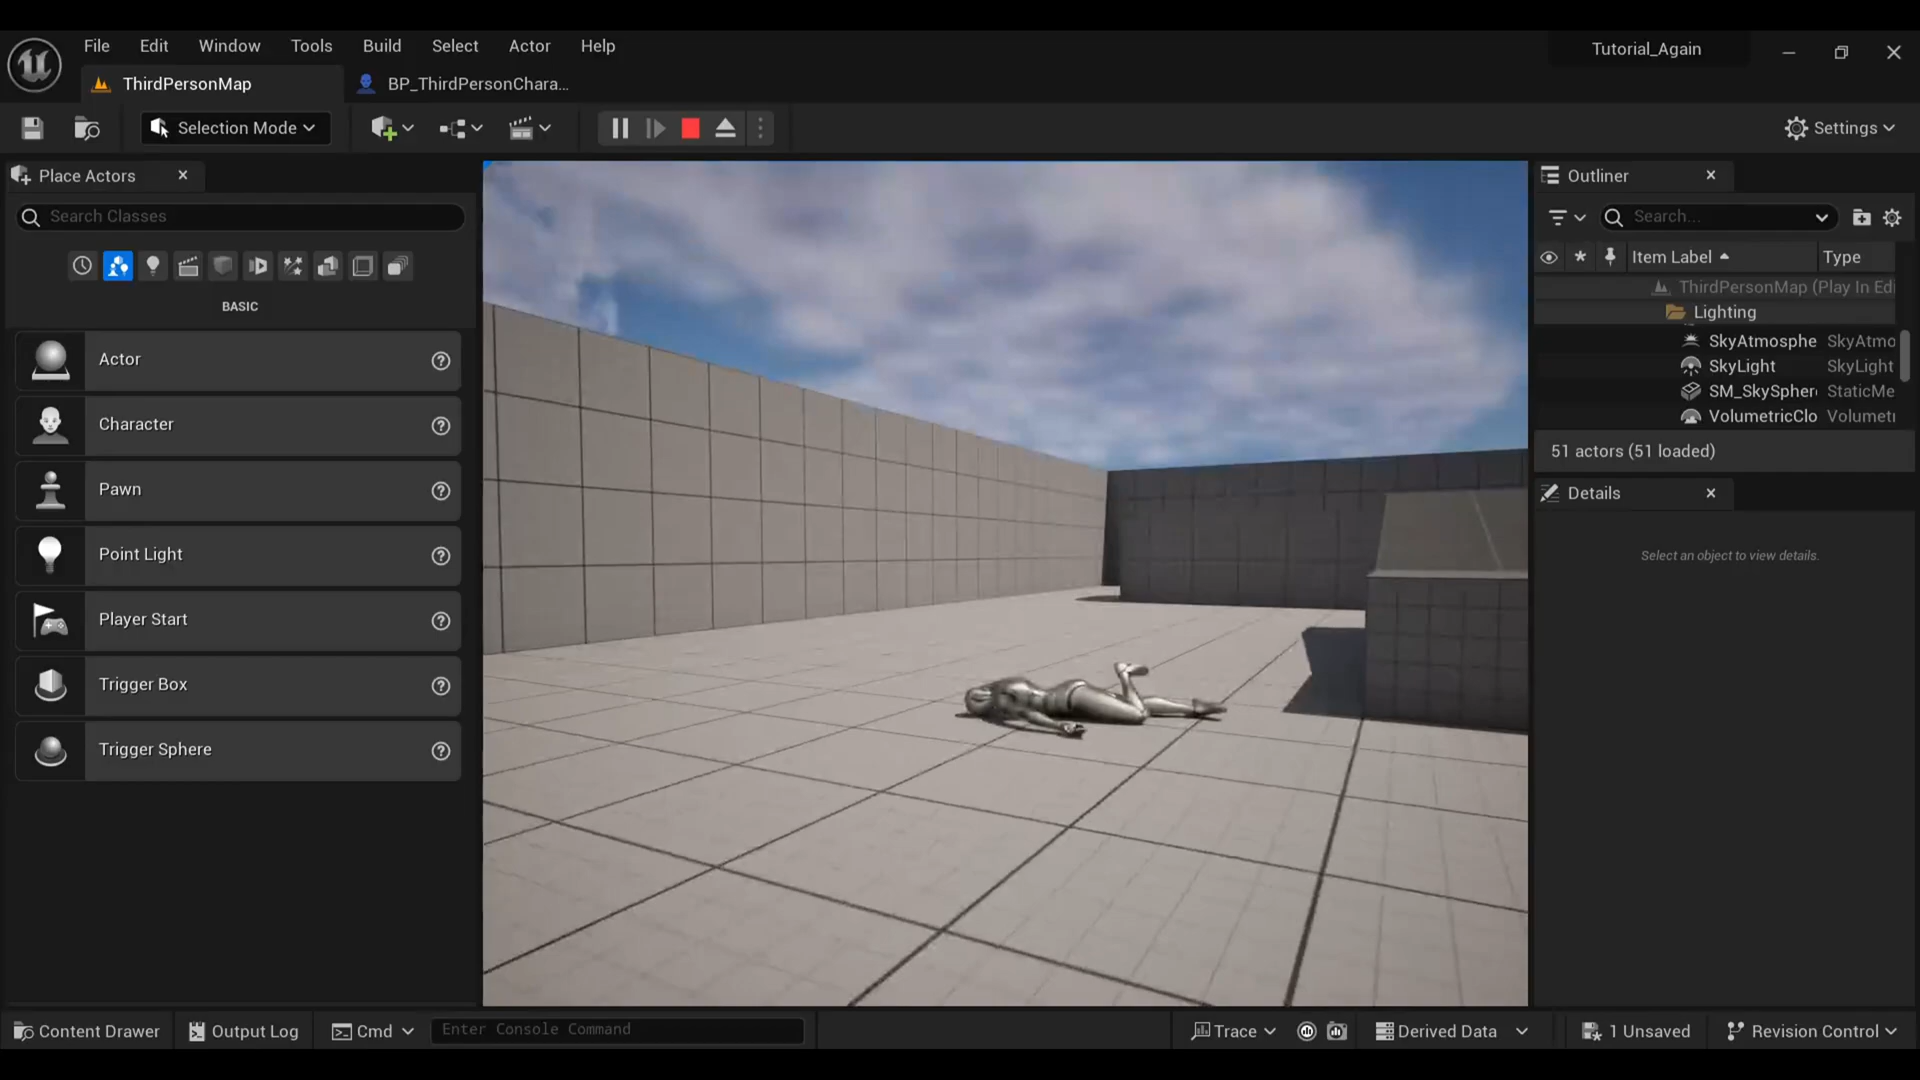 File Edit Window Tools Build Select Actor Help
Tutorial_Again
ThirdPersonMap
BP_ThirdPersonChara...
Selection Mode
Settings
Place Actors
Search Classes
BASIC
Actor
Character
Pawn
Point Light
Player Start
Trigger Box
Trigger Sphere
Outliner
Search...
Item Label Type
ThirdPersonMap (Play In Edi
Lighting
SkyAtmosphe SkyAtmo
SkyLight SkyLight
SM_SkySpher StaticMe
VolumetricClo Volumetr
51 actors (51 loaded)
Details
Select an object to view details.
Content Drawer
Output Log
Cmd
Enter Console Command
Trace
Derived Data
1 Unsaved
Revision Control